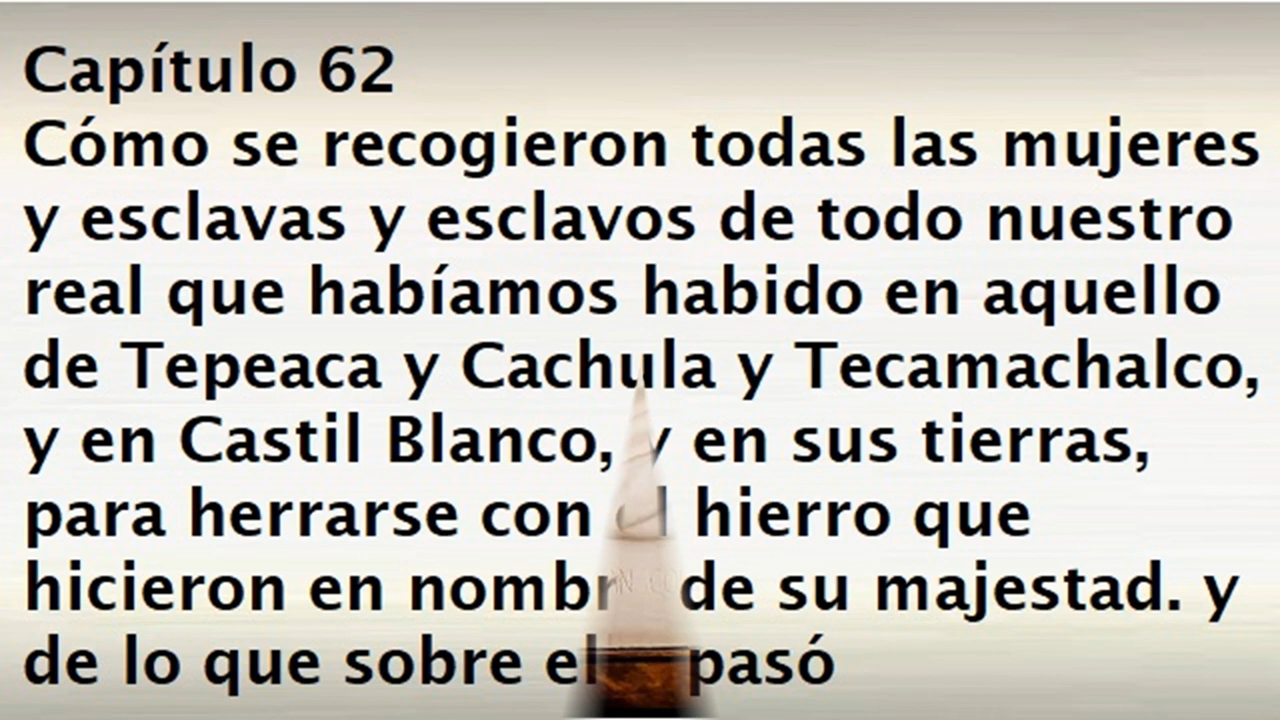 Capítulo 62
Cómo se recogieron todas las mujeres
y esclavas y esclavos de todo nuestro
real que habíamos habido en aquello
de Tepeaca y Cachula y Tecamachalco,
y en Castil Blanco, y en sus tierras,
para herrarse con el hierro que
hicieron en de su majestad. y
de lo que sobre pasó